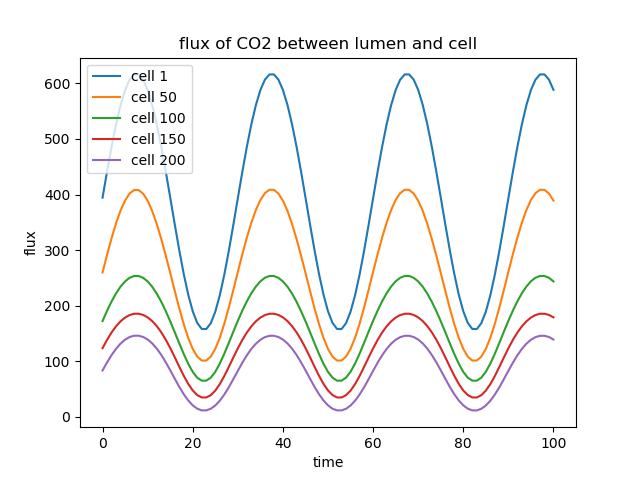 flux of CO2 between lumen and cell
cell 1
cell 50
cell 100
cell 150
cell 200
600
500
400
300
200
100
0
flux
0
20
40
60
80
100
time